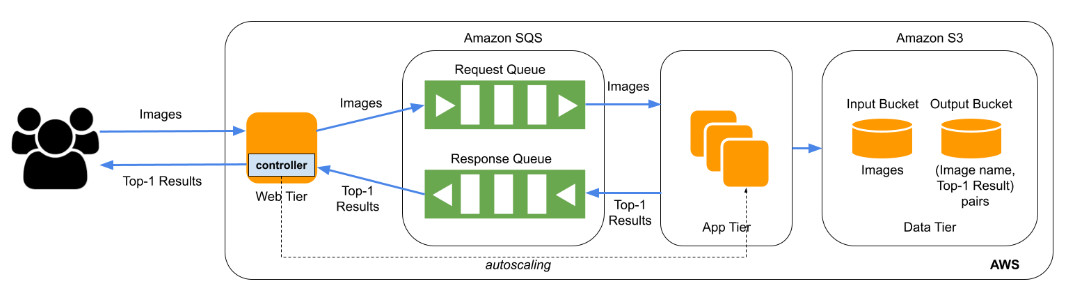 Amazon SQS
Amazon S3
Request Queue
Images
Images
Images
Input Bucket
Output Bucket
controller
Response Queue
Images
(Image name,
Top-1 Result)
pairs
Top-1 Results
Web Tier
Top-1
Results
Top-1
Results
App Tier
Data Tier
autoscaling
AWS